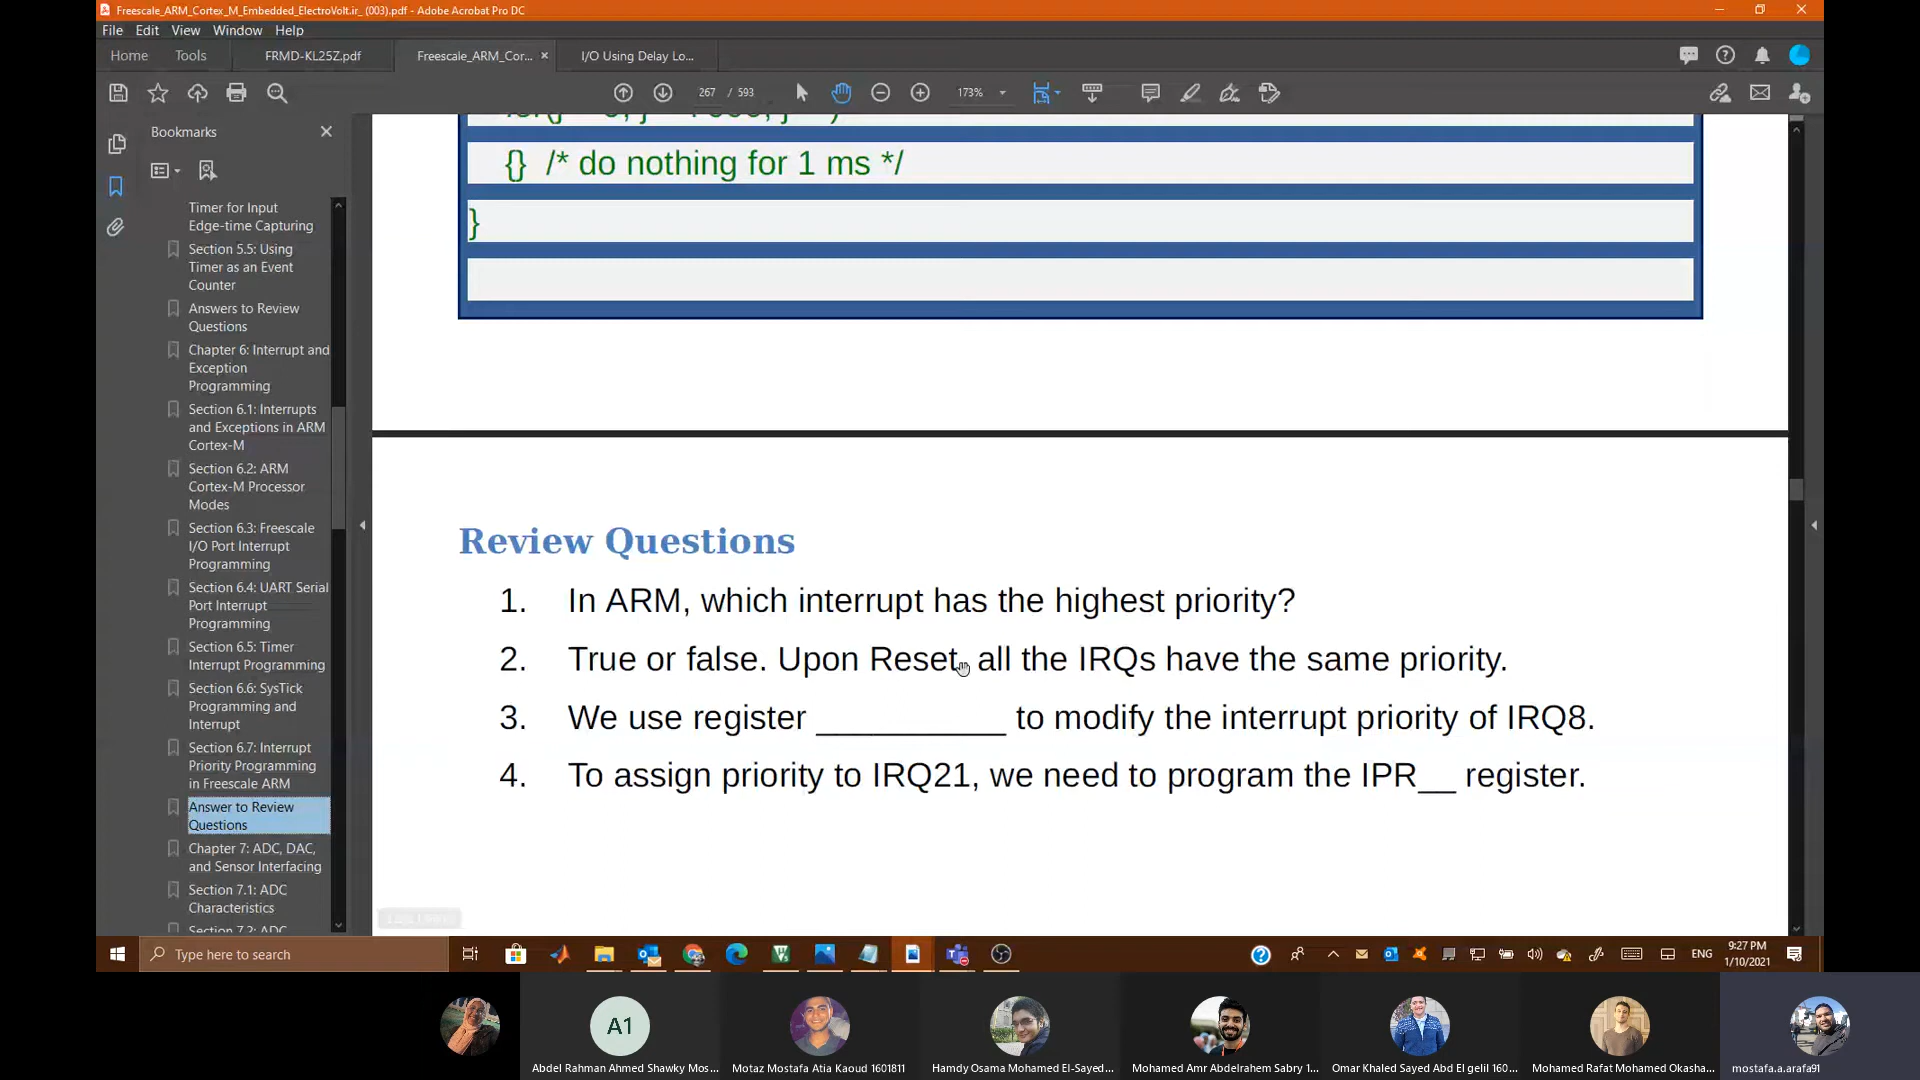 Freescale_ARM_Cortex_M_Embedded_ElectroVolt.ir_ (003).pdf - Adobe Acrobat Pro DC
File Edit View Window Help
Home Tools FRMD-KL25Z.pdf Freescale_ARM_Cor... × I/O Using Delay Lo...
267 / 593 173%
Bookmarks
Timer for Input
Edge-time Capturing
Section 5.5: Using
Timer as an Event
Counter
Answers to Review
Questions
Chapter 6: Interrupt and
Exception
Programming
Section 6.1: Interrupts
and Exceptions in ARM
Cortex-M
Section 6.2: ARM
Cortex-M Processor
Modes
Section 6.3: Freescale
I/O Port Interrupt
Programming
Section 6.4: UART Serial
Port Interrupt
Programming
Section 6.5: Timer
Interrupt Programming
Section 6.6: SysTick
Programming and
Interrupt
Section 6.7: Interrupt
Priority Programming
in Freescale ARM
Answer to Review
Questions
Chapter 7: ADC, DAC,
and Sensor Interfacing
Section 7.1: ADC
Characteristics
Section 7.2: ADC
{} /* do nothing for 1 ms */
}
Review Questions
1. In ARM, which interrupt has the highest priority?
2. True or false. Upon Reset, all the IRQs have the same priority.
3. We use register __________ to modify the interrupt priority of IRQ8.
4. To assign priority to IRQ21, we need to program the IPR__ register.
Type here to search
ENG
9:27 PM
1/10/2021
A1
Abdel Rahman Ahmed Shawky Mos...
Motaz Mostafa Atia Kaoud 1601811
Hamdy Osama Mohamed El-Sayed...
Mohamed Amr Abdelrahem Sabry 1...
Omar Khaled Sayed Abd El gelil 160...
Mohamed Rafat Mohamed Okasha...
mostafa.a.arafa91